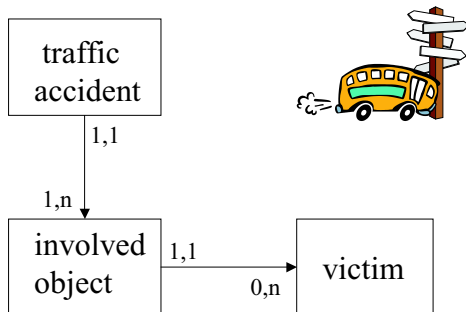 traffic
accident
1,1
1,n
involved
object
1,1
0,n
victim